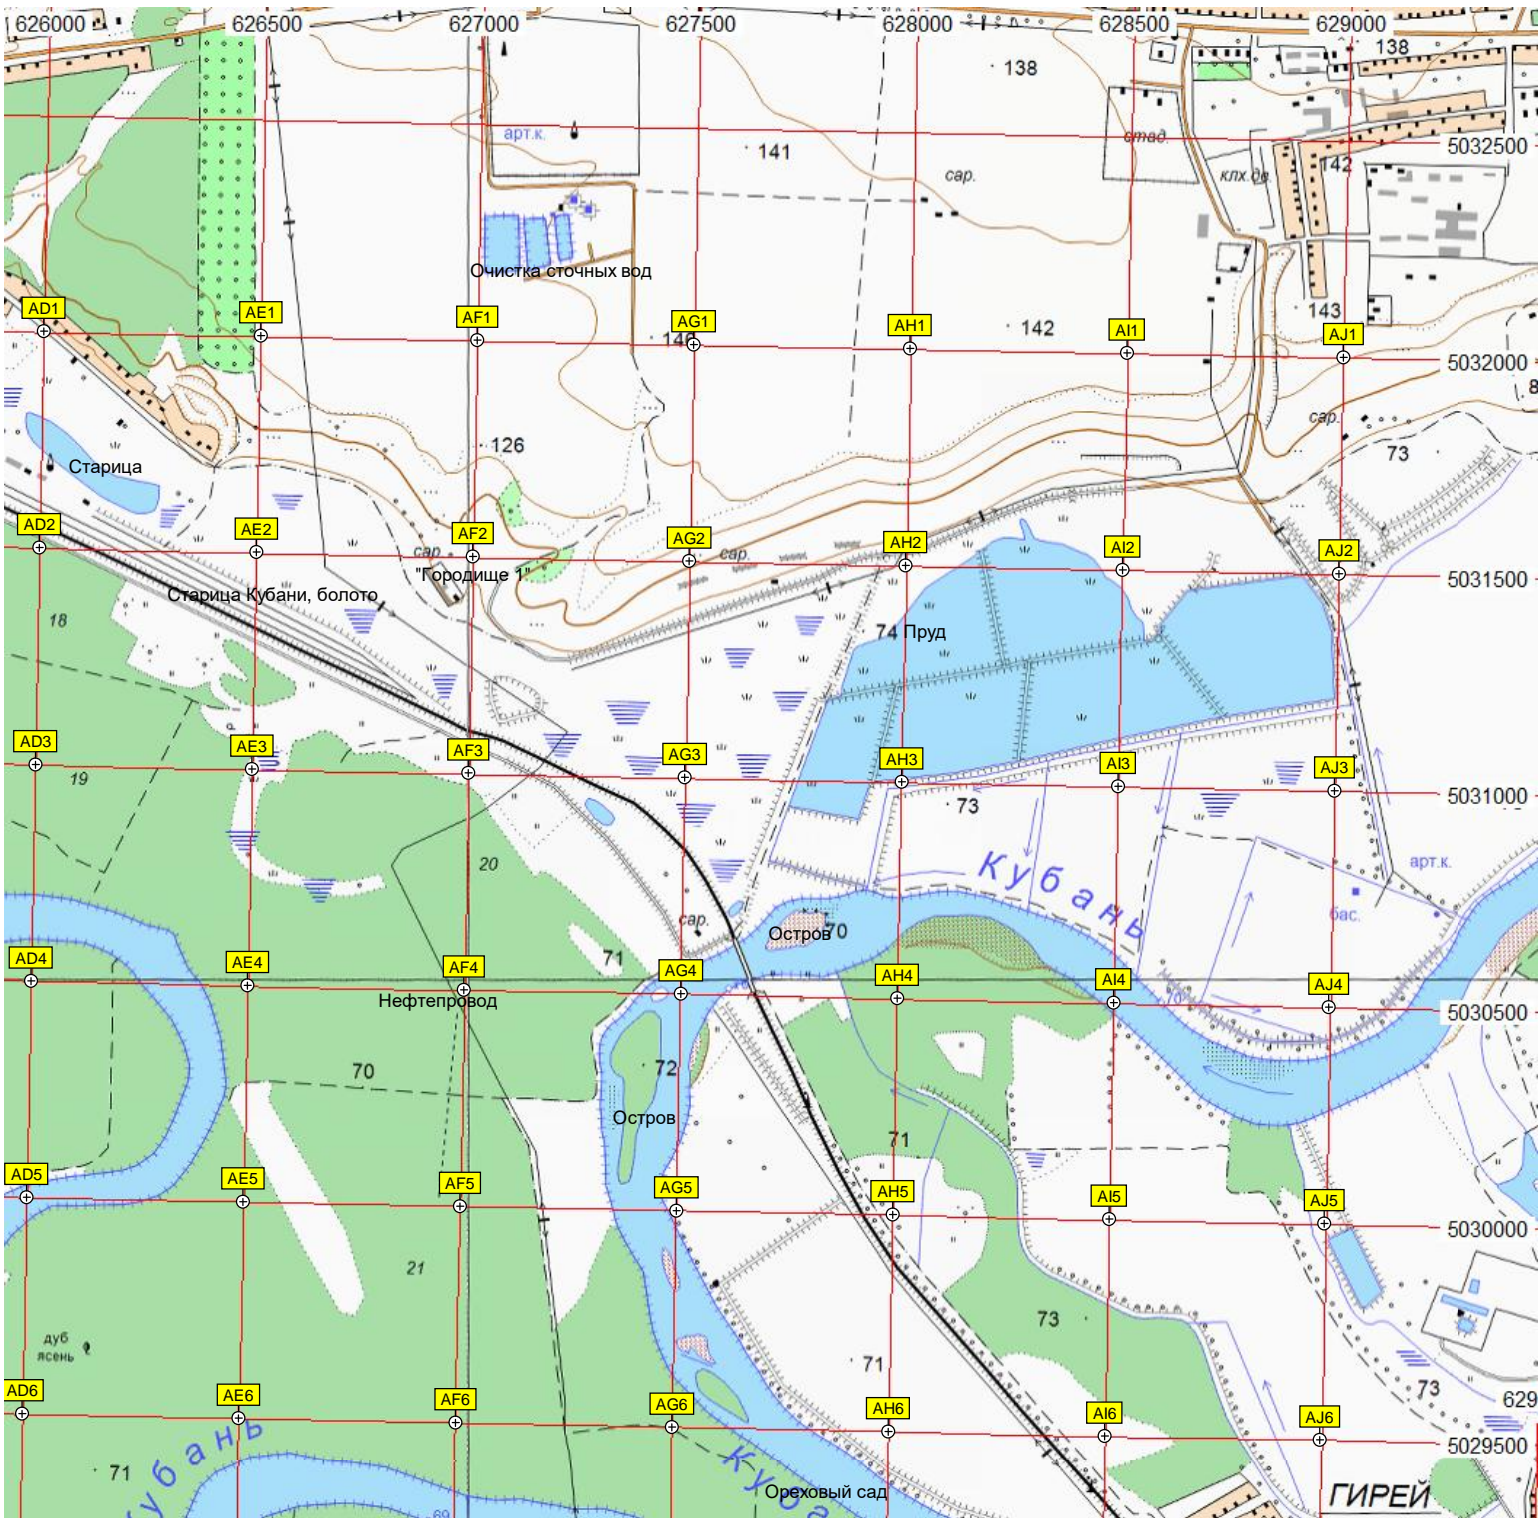 626000 626500 627000 627500 628000 628500 629000
138
138
арт.к.
стад.
5032500
141
142
сар.
клх.дв.
Очистка сточных вод
AD1 AE1 AF1 AG1 AH1 AI1 AJ1
143
142
5032000
сар.
126
73
Старица
AD2 AE2 AF2 AG2 AH2 AI2 AJ2
сар.
сар.
"Городище 1"
5031500
Старица Кубани, болото
18
74 Пруд
AD3 AE3 AF3 AG3 AH3 AI3 AJ3
19
73
5031000
20
Кубань
арт.к.
бас.
сар.
Остров
70
71
AD4 AE4 AF4 AG4 AH4 AI4 AJ4
Нефтепровод
5030500
70
72
Остров
71
AD5 AE5 AF5 AG5 AH5 AI5 AJ5
5030000
21
73
дуб
ясень
71
73
AD6 AE6 AF6 AG6 AH6 AI6 AJ6
629
Кубань
5029500
71
Куба
Ореховый сад
ГИРЕЙ
69